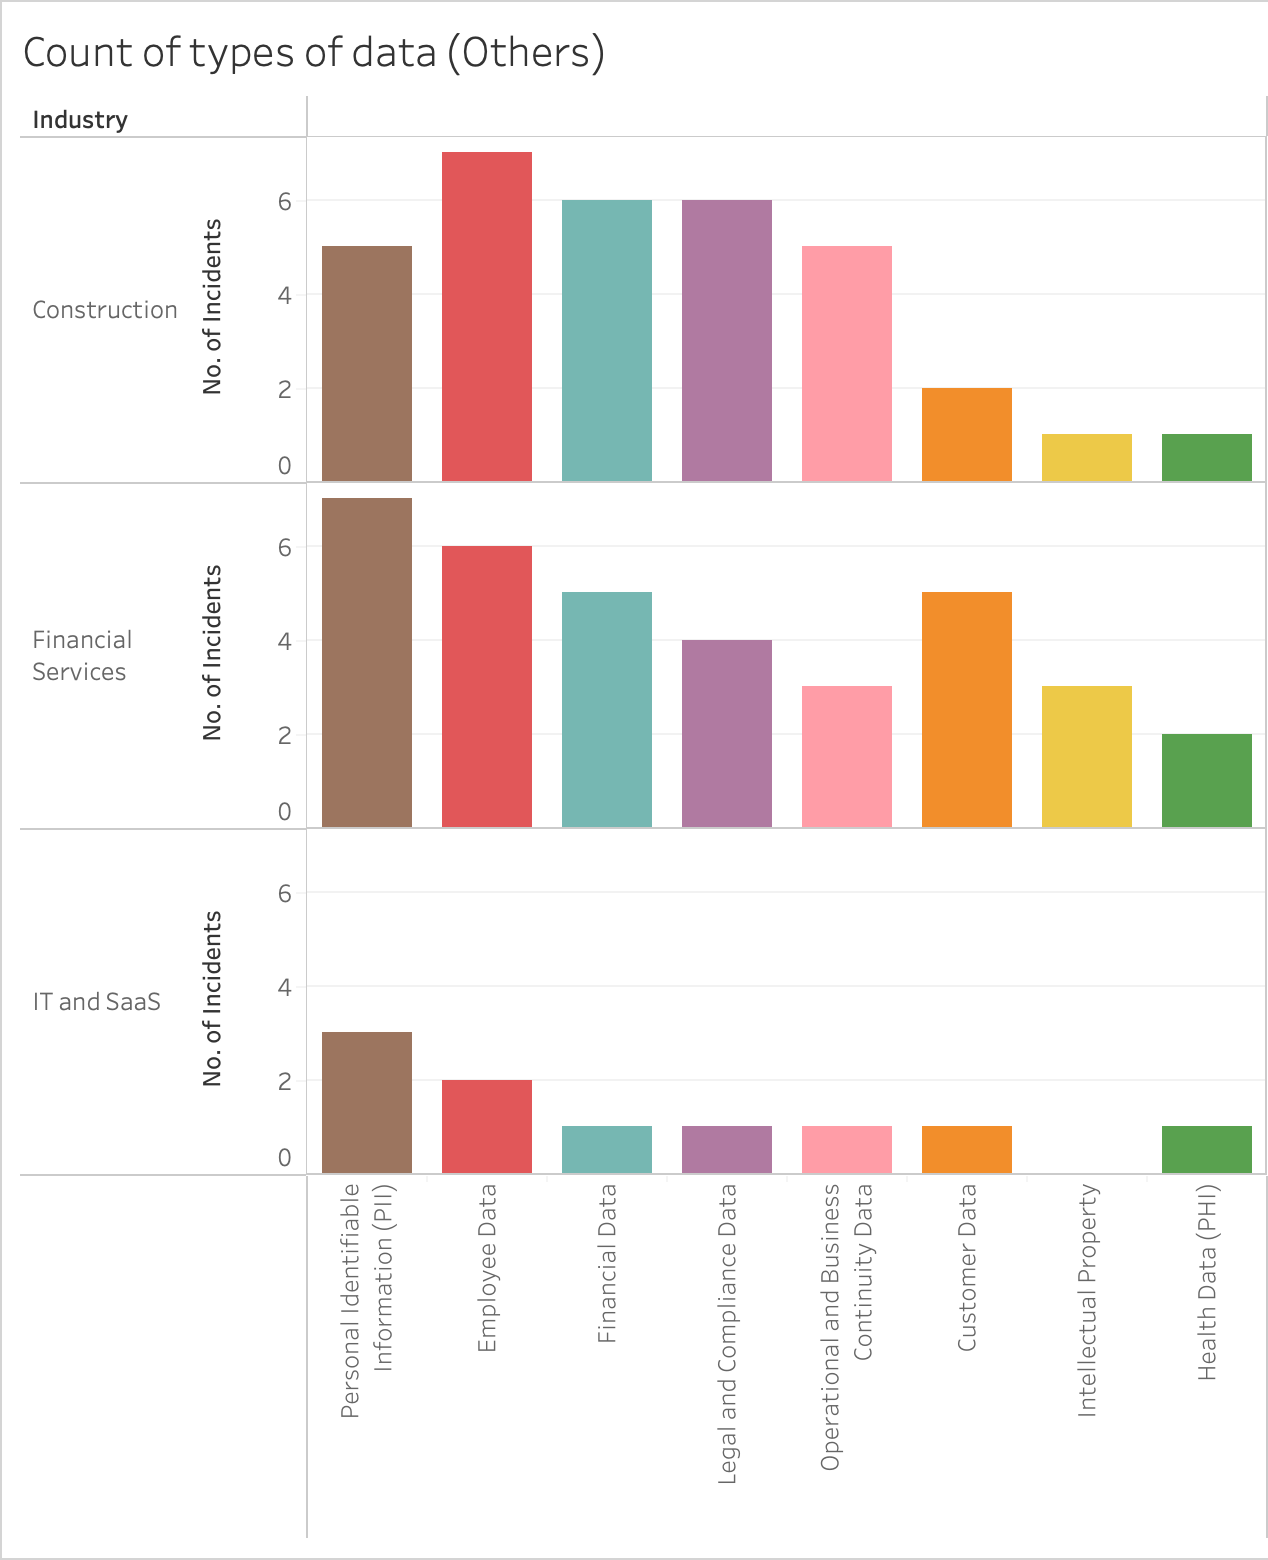 Count of types of data (Others)
Industry
Construction
No. of Incidents
6
4
2
0
Financial
Services
No. of Incidents
6
4
2
0
IT and SaaS
No. of Incidents
6
4
2
0
Personal Identifiable
Information (PII)
Employee Data
Financial Data
Legal and Compliance Data
Operational and Business
Continuity Data
Customer Data
Intellectual Property
Health Data (PHI)